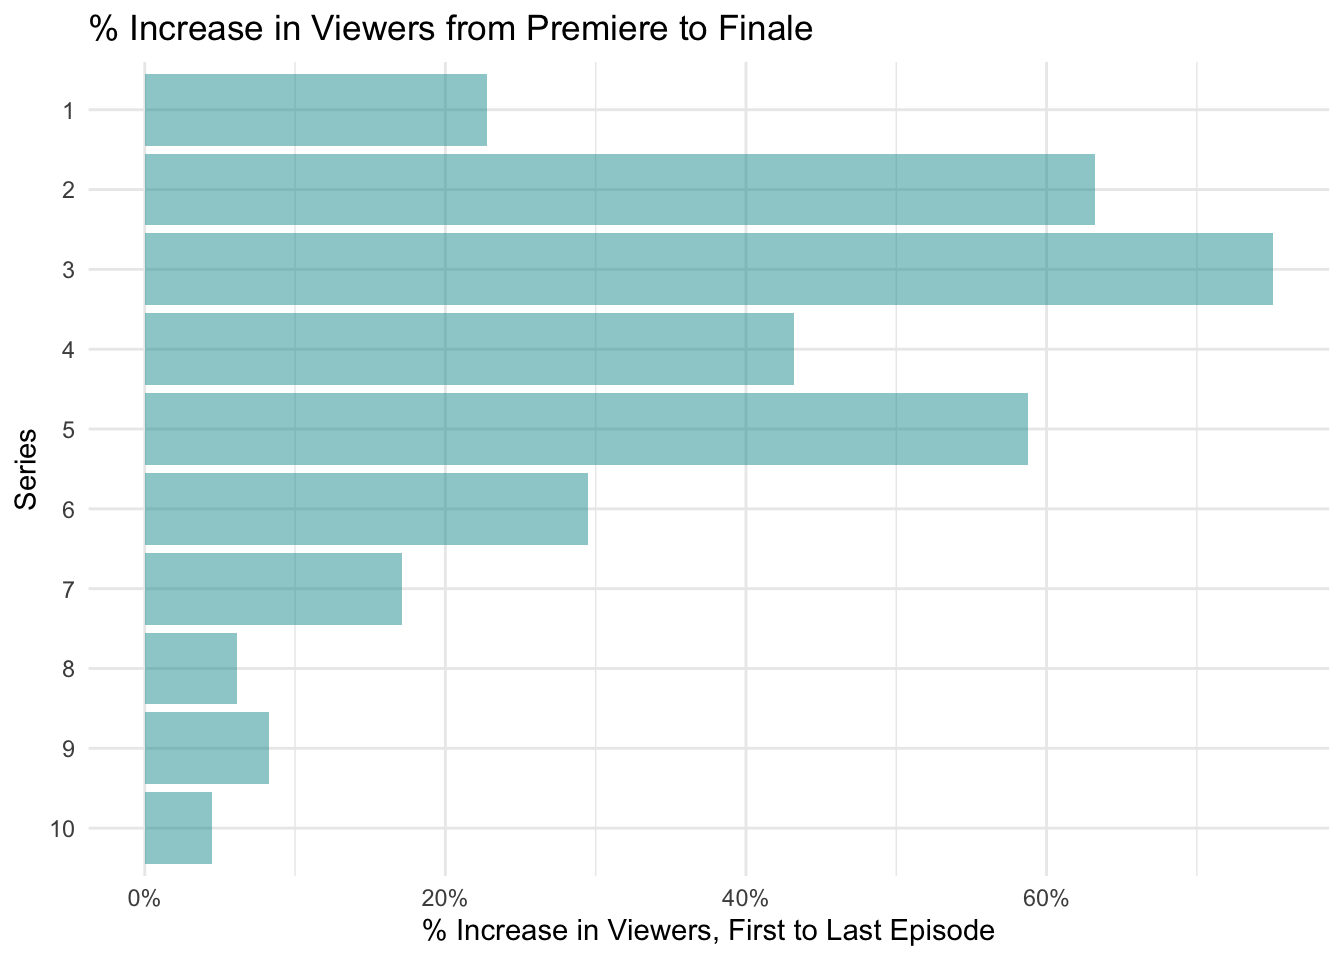 % Increase in Viewers from Premiere to Finale
Series
1
2
3
4
5
6
7
8
9
10
0% 20% 40% 60%
% Increase in Viewers, First to Last Episode